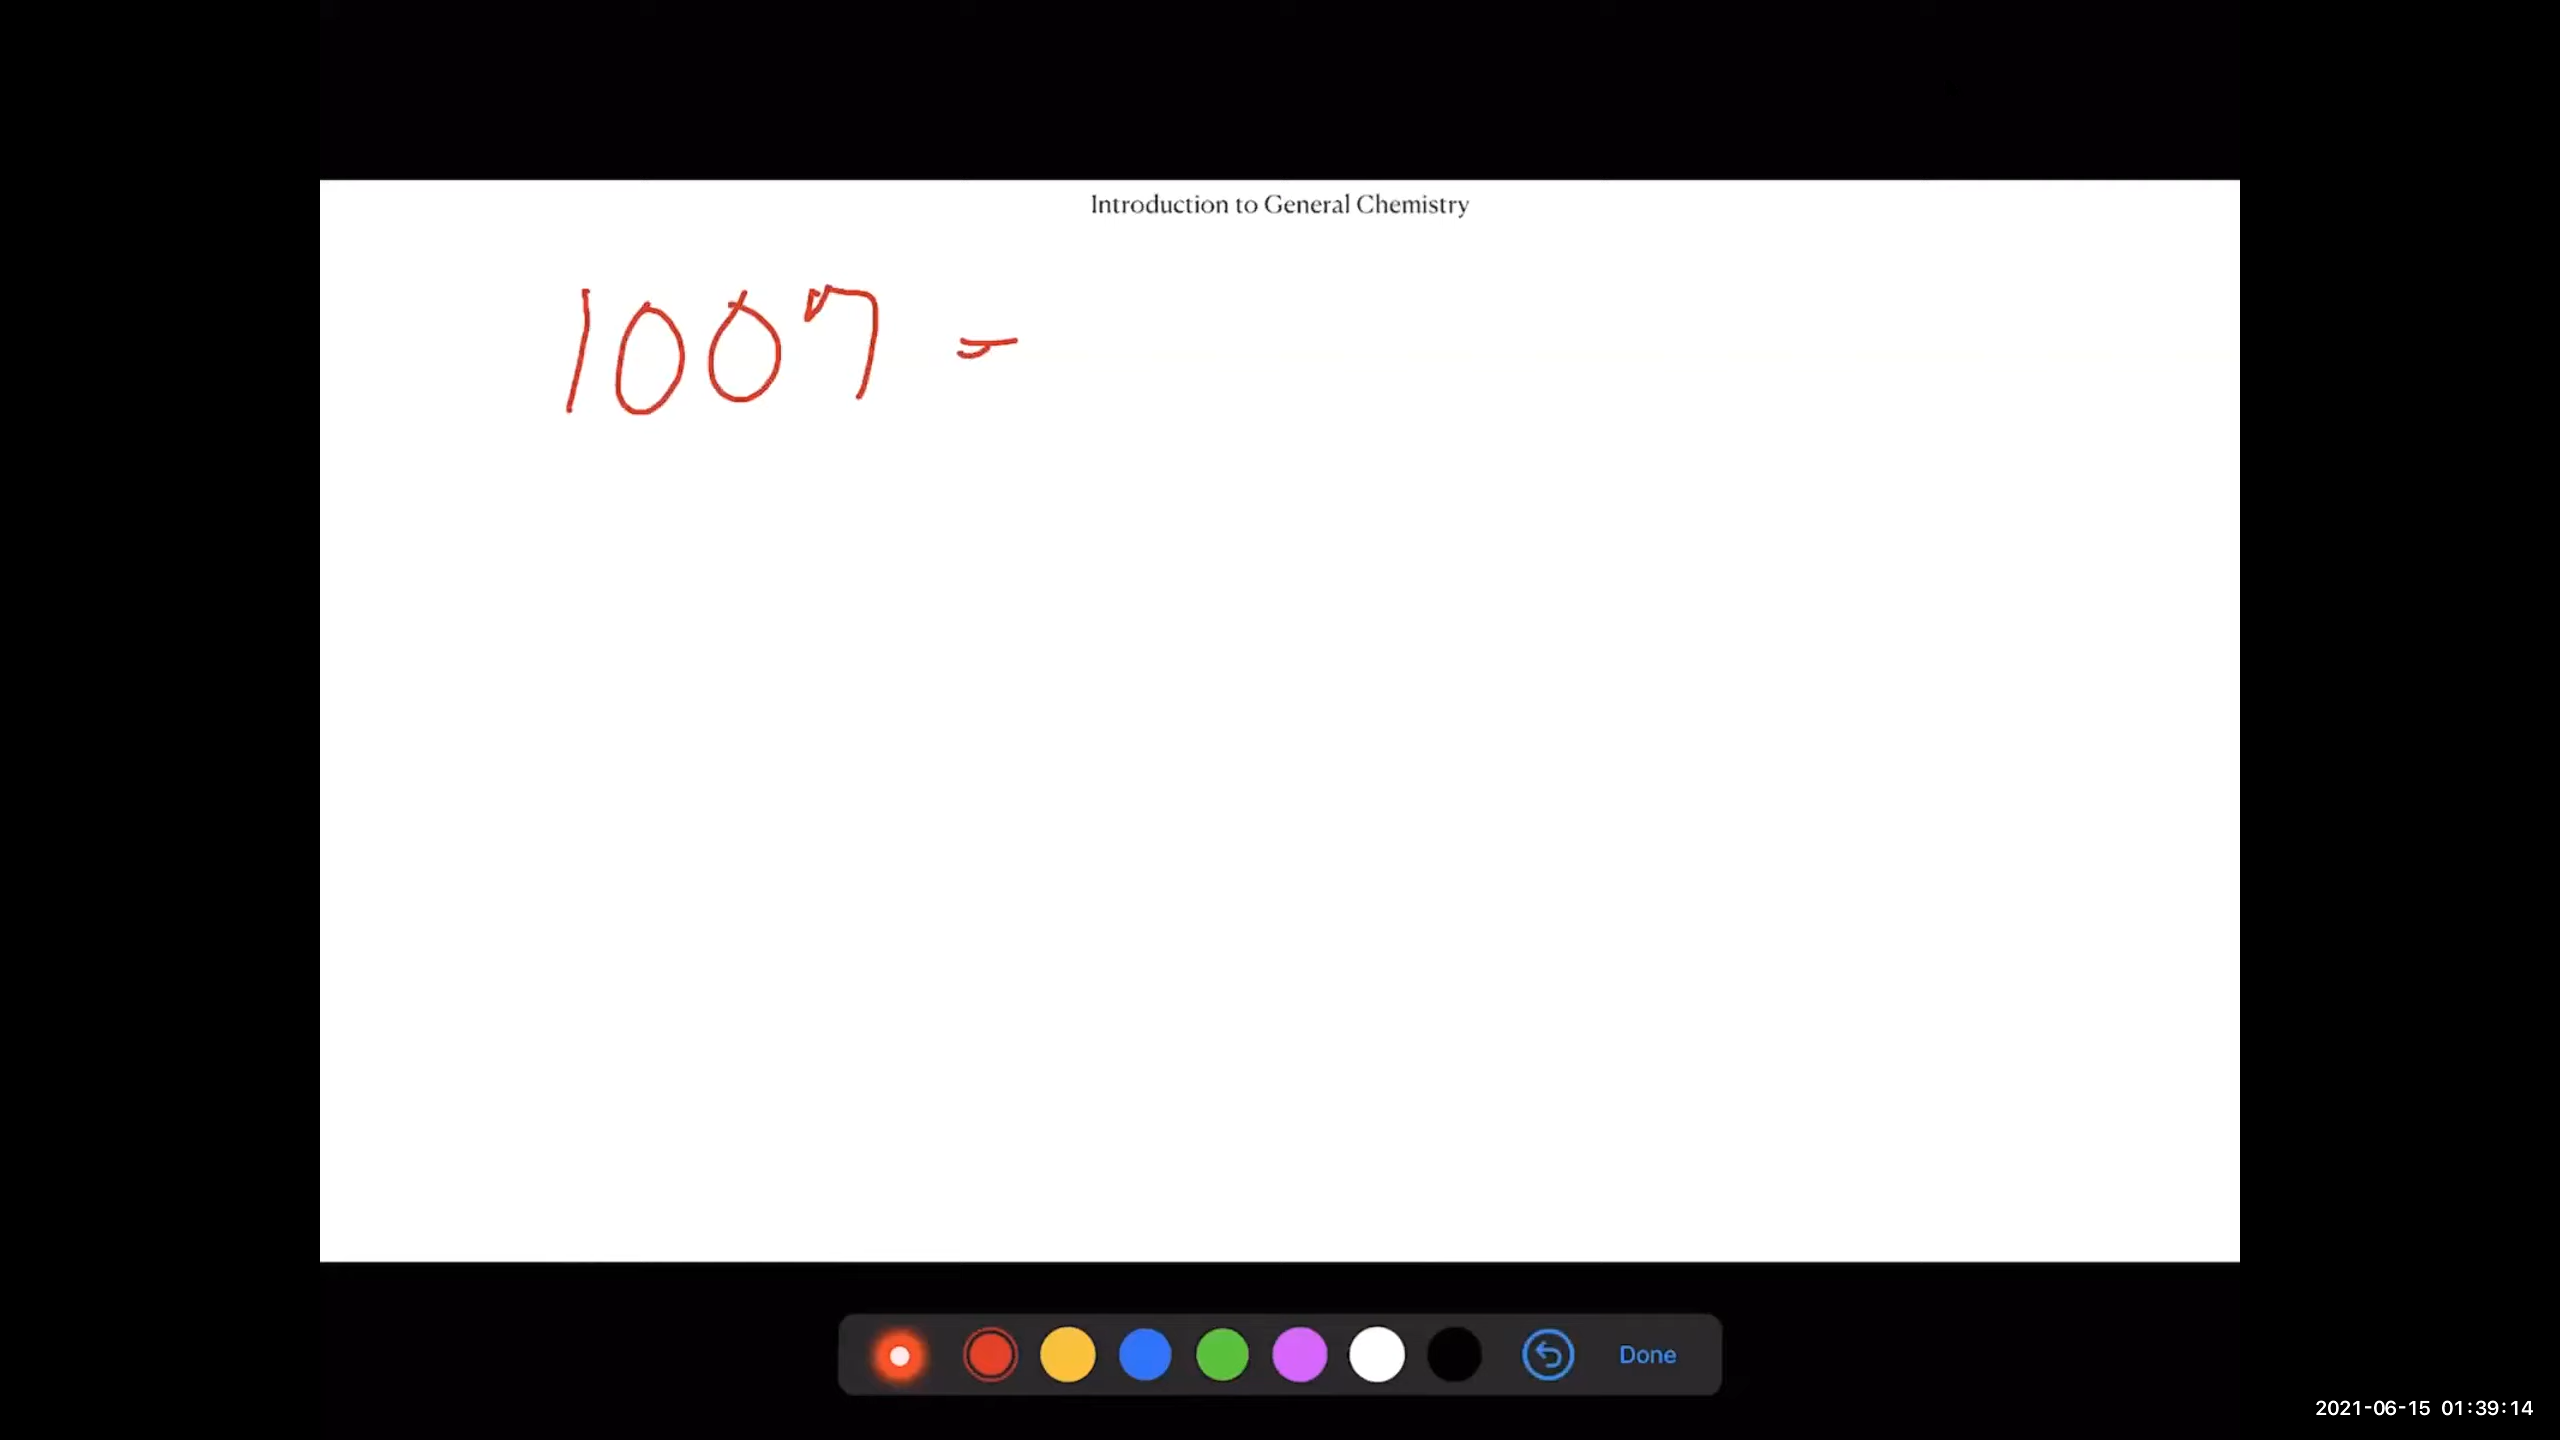 Introduction to General Chemistry
1007 =
Done
2021-06-15 01:39:14